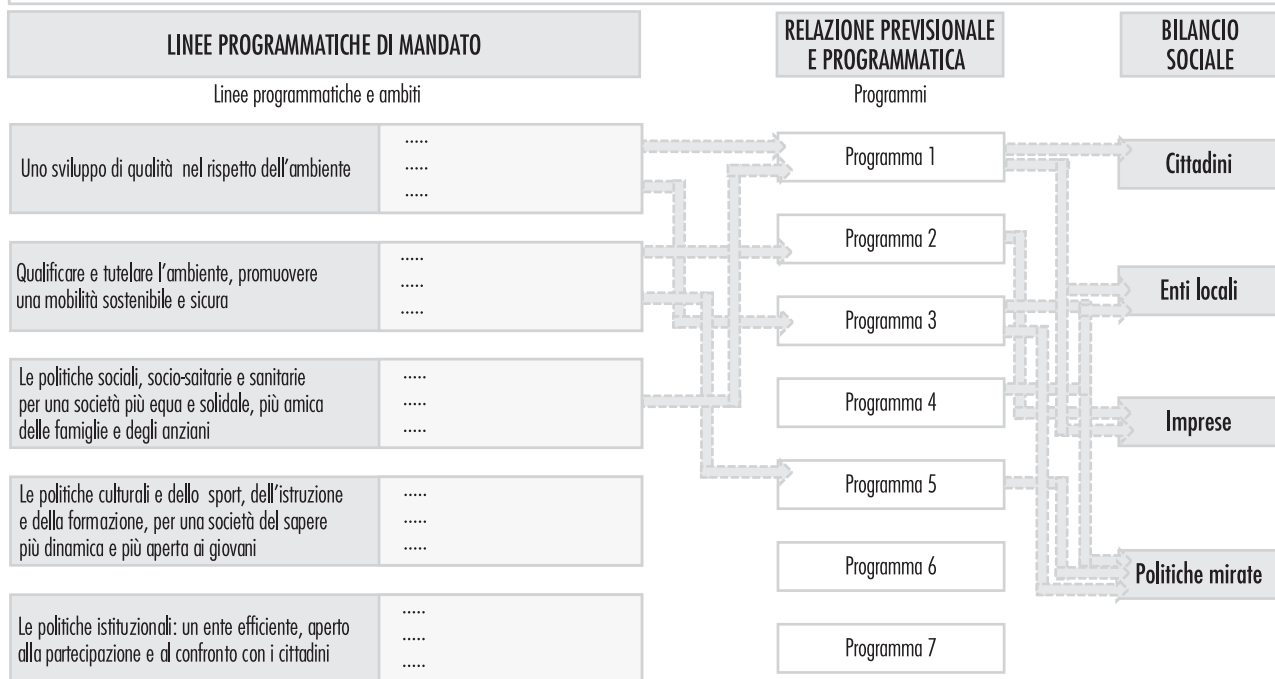 LINEE PROGRAMMATICHE DI MANDATO
Linee programmatiche e ambiti
Uno sviluppo di qualità nel rispetto dell'ambiente
.....
.....
.....
Qualificare e tutelare l'ambiente, promuovere
una mobilità sostenibile e sicura
.....
.....
.....
Le politiche sociali, socio-saitarie e sanitarie
per una società più equa e solidale, più amica
delle famiglie e degli anziani
.....
.....
.....
Le politiche culturali e dello sport, dell'istruzione
e della formazione, per una società del sapere
più dinamica e più aperta ai giovani
.....
.....
.....
Le politiche istituzionali: un ente efficiente, aperto
alla partecipazione e al confronto con i cittadini
.....
.....
.....
RELAZIONE PREVISIONALE
E PROGRAMMATICA
Programmi
Programma 1
Programma 2
Programma 3
Programma 4
Programma 5
Programma 6
Programma 7
BILANCIO
SOCIALE
Cittadini
Enti locali
Imprese
Politiche mirate